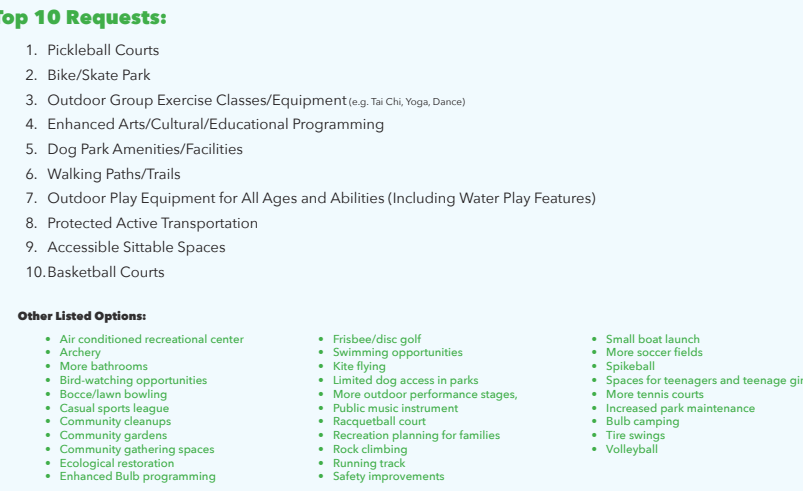 Top 10 Requests:
1. Pickleball Courts
2. Bike/Skate Park
3. Outdoor Group Exercise Classes/Equipment (e.g. Tai Chi, Yoga, Dance)
4. Enhanced Arts/Cultural/Educational Programming
5. Dog Park Amenities/Facilities
6. Walking Paths/Trails
7. Outdoor Play Equipment for All Ages and Abilities (Including Water Play Features)
8. Protected Active Transportation
9. Accessible Sittable Spaces
10. Basketball Courts
Other Listed Options:
• Air conditioned recreational center
• Archery
• More bathrooms
• Bird-watching opportunities
• Bocce/lawn bowling
• Casual sports league
• Community cleanups
• Community gardens
• Community gathering spaces
• Ecological restoration
• Enhanced Bulb programming
• Frisbee/disc golf
• Swimming opportunities
• Kite flying
• Limited dog access in parks
• More outdoor performance stages,
• Public music instrument
• Racquetball court
• Recreation planning for families
• Rock climbing
• Running track
• Safety improvements
• Small boat launch
• More soccer fields
• Spikeball
• Spaces for teenagers and teenage
• More tennis courts
• Increased park maintenance
• Bulb camping
• Tire swings
• Volleyball